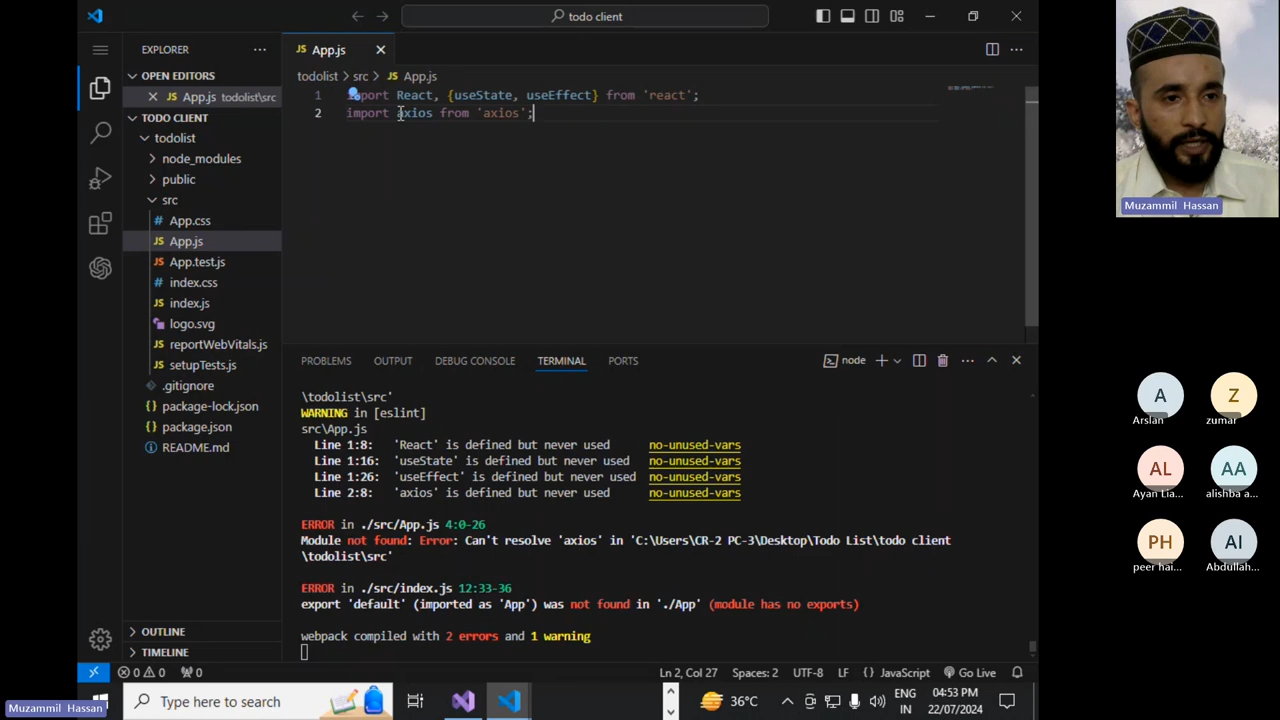 todo client
EXPLORER
OPEN EDITORS
App.js todolist\src
TODO CLIENT
todolist
node_modules
public
src
App.css
App.js
App.test.js
index.css
index.js
logo.svg
reportWebVitals.js
setupTests.js
.gitignore
package-lock.json
package.json
README.md
OUTLINE
TIMELINE
App.js
todolist > src > JS App.js
1 import React, {useState, useEffect} from 'react';
2 import axios from 'axios';
PROBLEMS OUTPUT DEBUG CONSOLE TERMINAL PORTS
node
\todolist\src'
WARNING in [eslint]
src\App.js
Line 1:8: 'React' is defined but never used no-unused-vars
Line 1:16: 'useState' is defined but never used no-unused-vars
Line 1:26: 'useEffect' is defined but never used no-unused-vars
Line 2:8: 'axios' is defined but never used no-unused-vars
ERROR in ./src/App.js 4:0-26
Module not found: Error: Can't resolve 'axios' in 'C:\Users\CR-2 PC-3\Desktop\Todo List\todo client
\todolist\src'
ERROR in ./src/index.js 12:33-36
export 'default' (imported as 'App') was not found in './App' (module has no exports)
webpack compiled with 2 errors and 1 warning
0 0 0
Ln 2, Col 27 Spaces: 2 UTF-8 LF {} JavaScript Go Live
Type here to search
36°C
ENG
IN
04:53 PM
22/07/2024
Muzammil Hassan
Muzammil Hassan
A Z
Arslan zumar
AL AA
Ayan Lia... alishba a...
PH AI
peer hai... Abdullah...